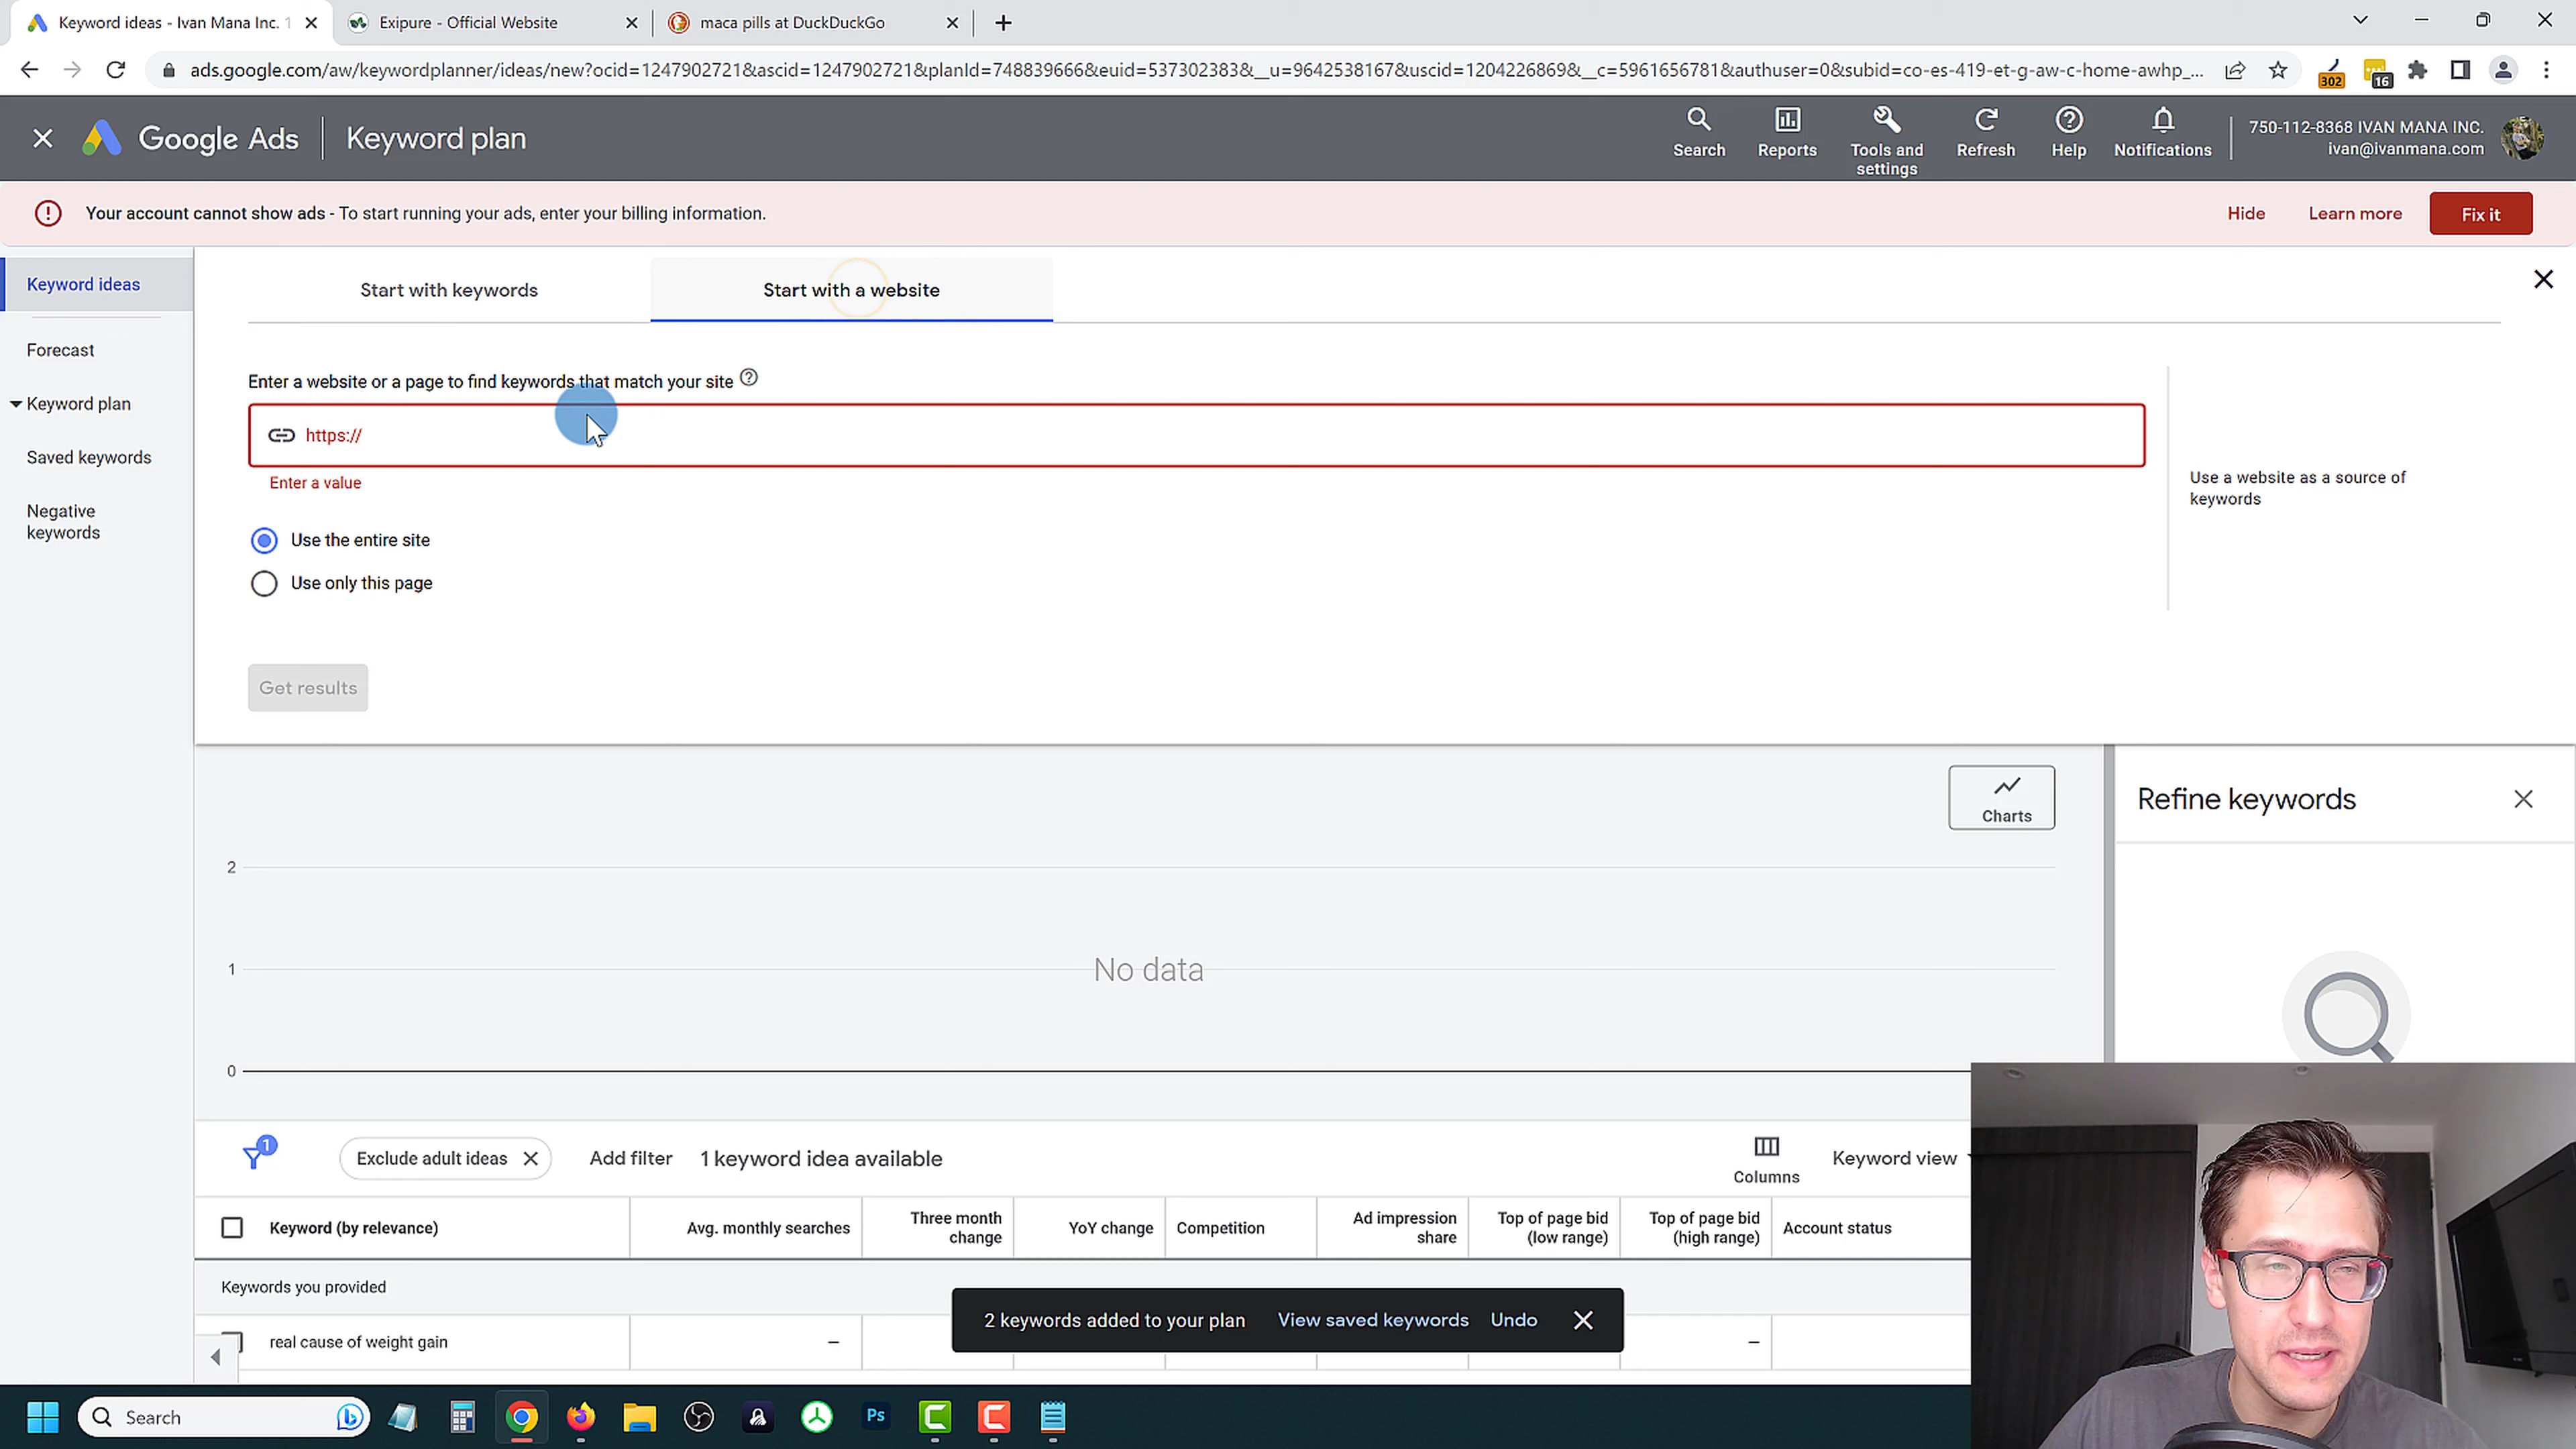 Keyword ideas - Ivan Mana Inc. 1
Exipure - Official Website
maca pills at DuckDuckGo
ads.google.com/aw/keywordplanner/ideas/new?ocid=1247902721&ascid=1247902721&planId=748839666&euid=537302383&__u=9642538167&uscid=1204226869&__c=5961656781&authuser=0&subid=co-es-419-et-g-aw-c-home-awhp_...
302
16
Google Ads
Keyword plan
Search
Reports
Tools and settings
Refresh
Help
Notifications
750-112-8368 IVAN MANA INC.
ivan@ivanmana.com
Your account cannot show ads - To start running your ads, enter your billing information.
Hide
Learn more
Fix it
Keyword ideas
Forecast
Keyword plan
Saved keywords
Negative
keywords
Start with keywords
Start with a website
Enter a website or a page to find keywords that match your site
https://
Enter a value
Use the entire site
Use only this page
Use a website as a source of
keywords
Get results
Charts
Refine keywords
2
1
0
No data
1
Exclude adult ideas
Add filter
1 keyword idea available
Columns
Keyword view
Keyword (by relevance)
Avg. monthly searches
Three month
change
YoY change
Competition
Ad impression
share
Top of page bid
(low range)
Top of page bid
(high range)
Account status
Keywords you provided
real cause of weight gain
–
–
2 keywords added to your plan
View saved keywords
Undo
Search
Ps